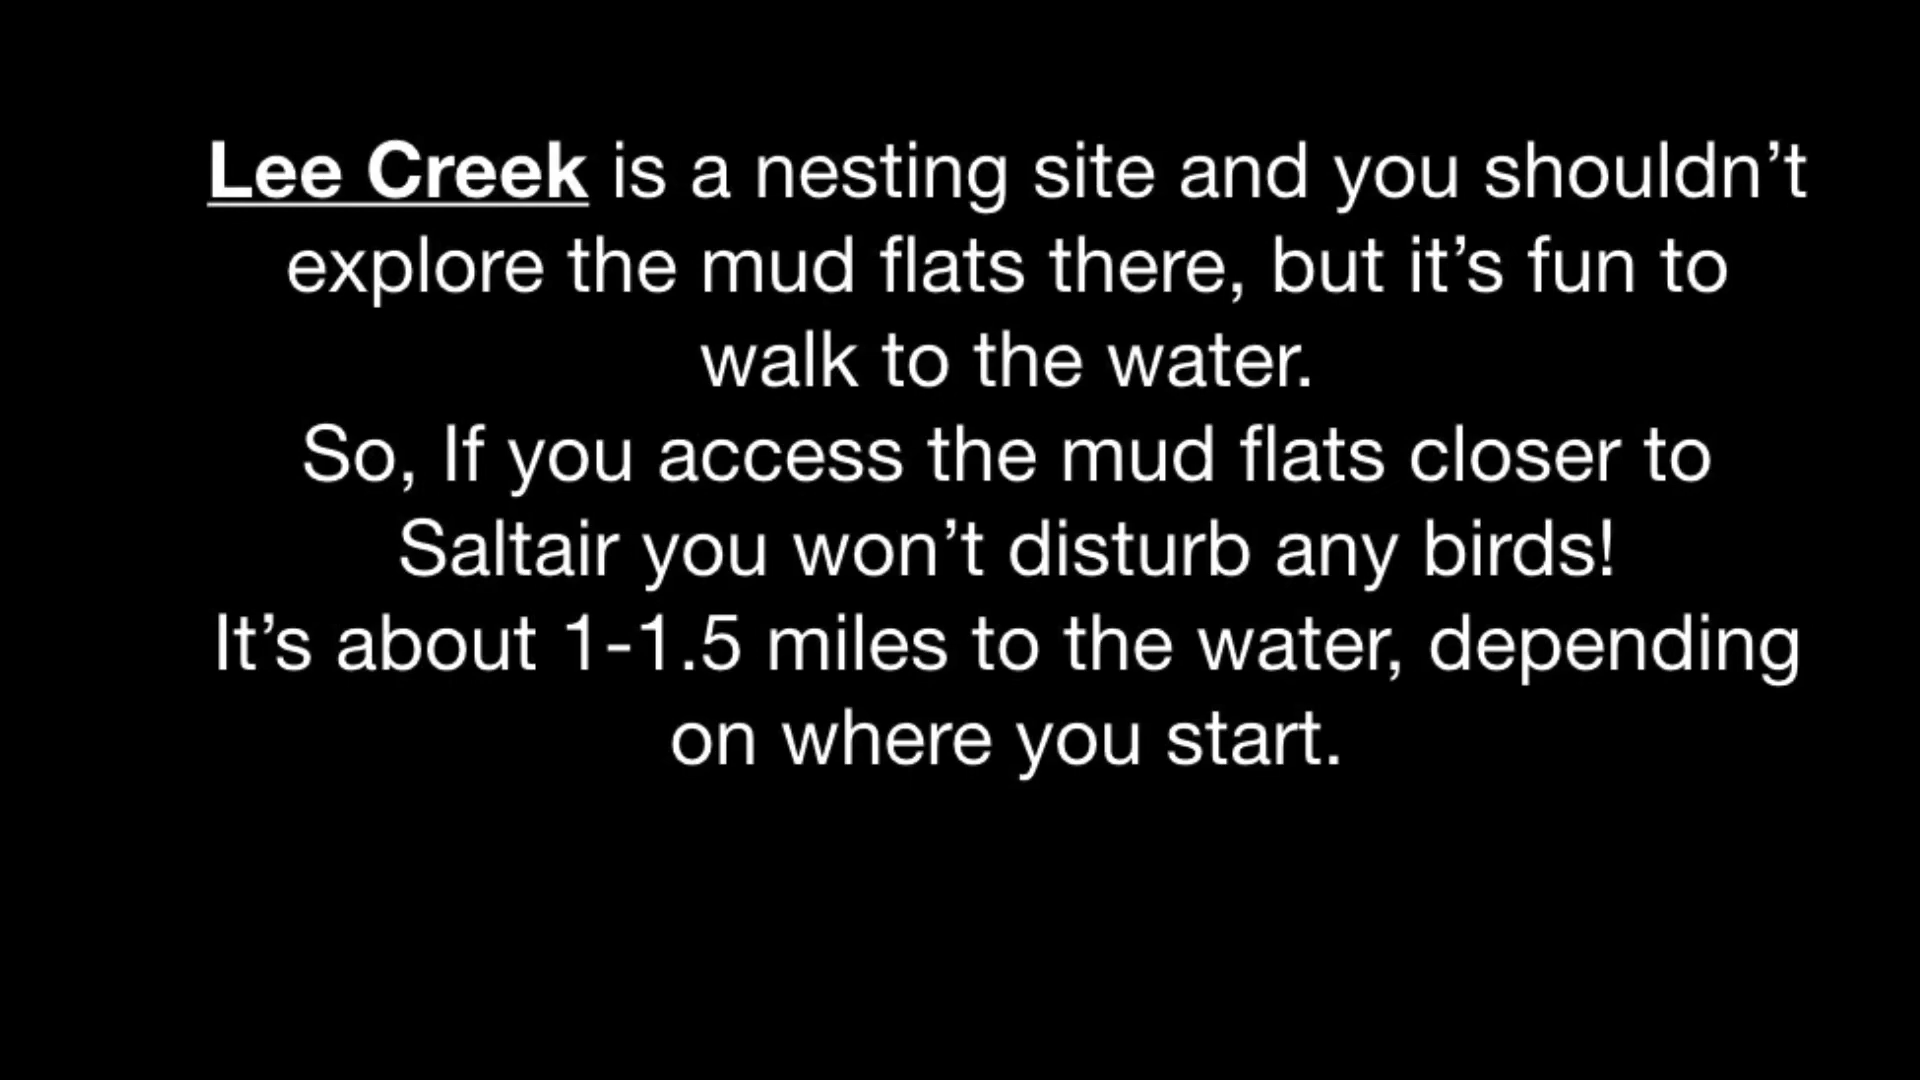 Lee Creek is a nesting site and you shouldn’t
explore the mud flats there, but it’s fun to
walk to the water.
So, If you access the mud flats closer to
Saltair you won’t disturb any birds!
It’s about 1-1.5 miles to the water, depending
on where you start.